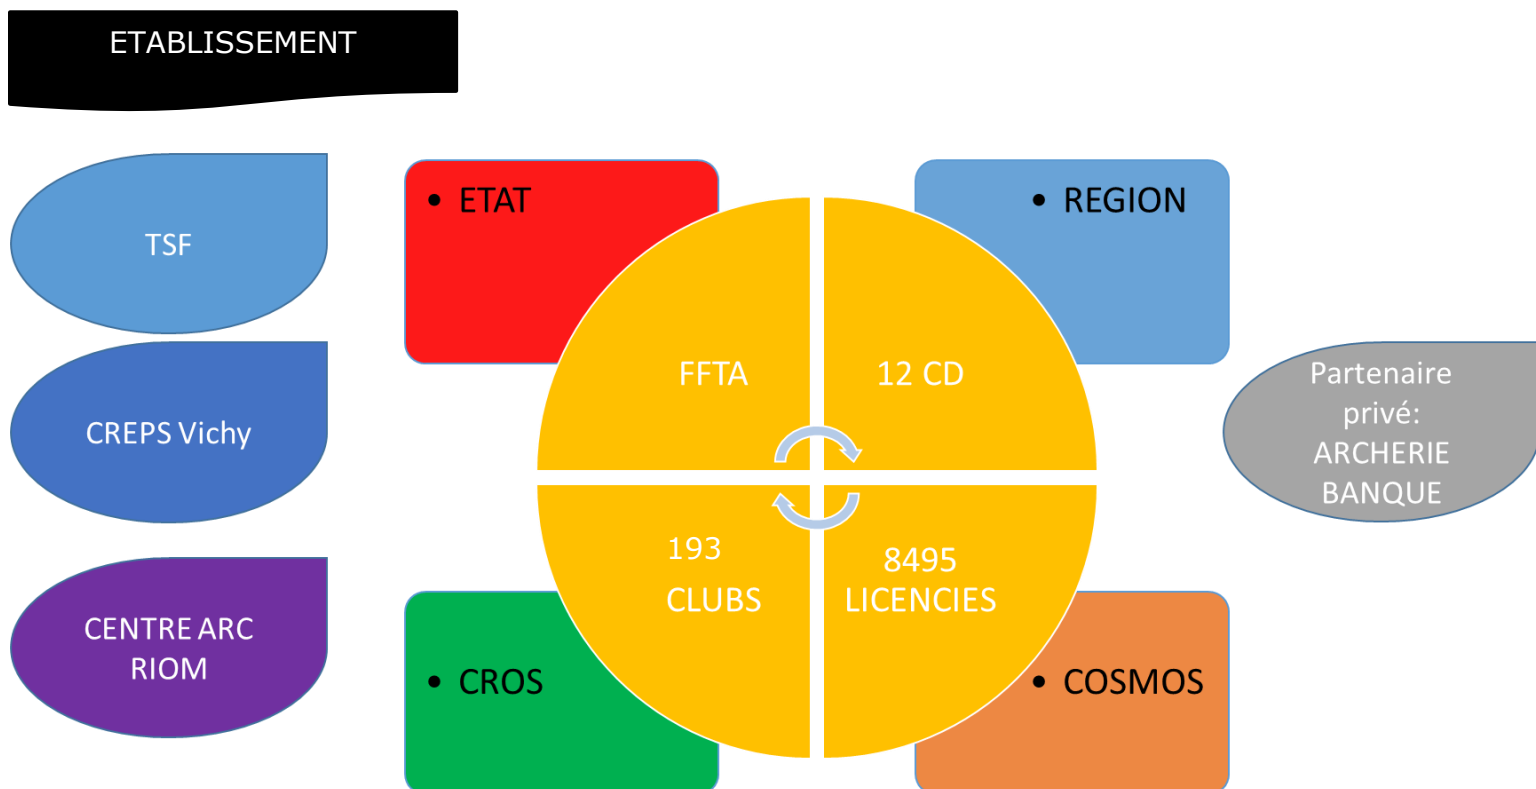 ETABLISSEMENT
TSF
CREPS Vichy
CENTRE ARC
RIOM
• ETAT
• REGION
FFTA
12 CD
193
CLUBS
8495
LICENCIES
• CROS
• COSMOS
Partenaire
privé:
ARCHERIE
BANQUE